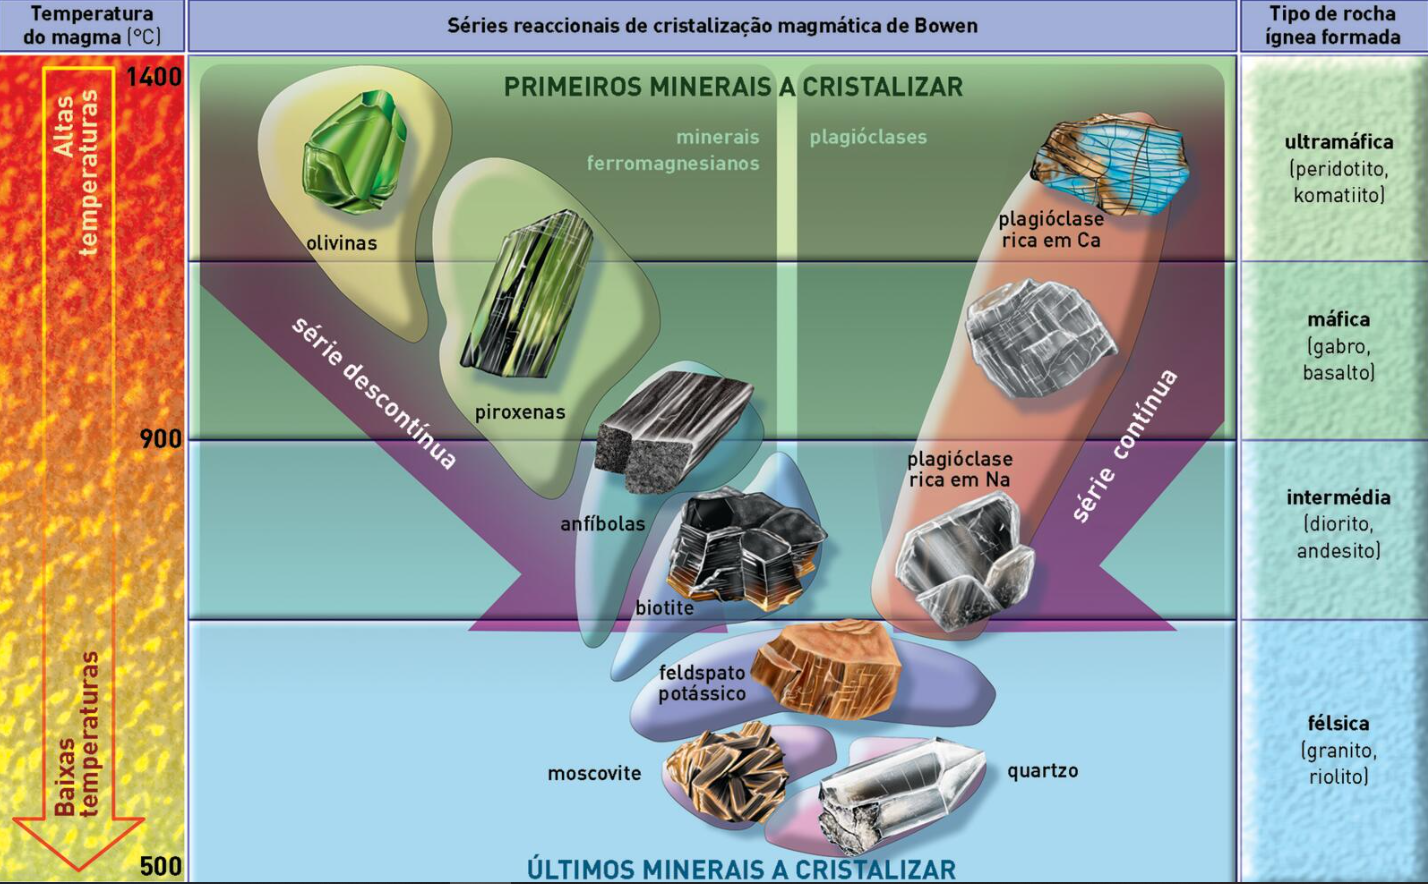 Temperatura
do magma (°C)
Séries reaccionais de cristalização magmática de Bowen
Tipo de rocha
ígnea formada
1400
Altas
temperaturas
900
Baixas
temperaturas
500
PRIMEIROS MINERAIS A CRISTALIZAR
minerais
ferromagnesianos
plagióclases
olivinas
plagióclase
rica em Ca
série descontínua
piroxenas
série contínua
plagióclase
rica em Na
anfíbolas
biotite
feldspato
potássico
moscovite
quartzo
ÚLTIMOS MINERAIS A CRISTALIZAR
ultramáfica
(peridotito,
komatiito)
máfica
(gabro,
basalto)
intermédia
(diorito,
andesito)
félsica
(granito,
riolito)